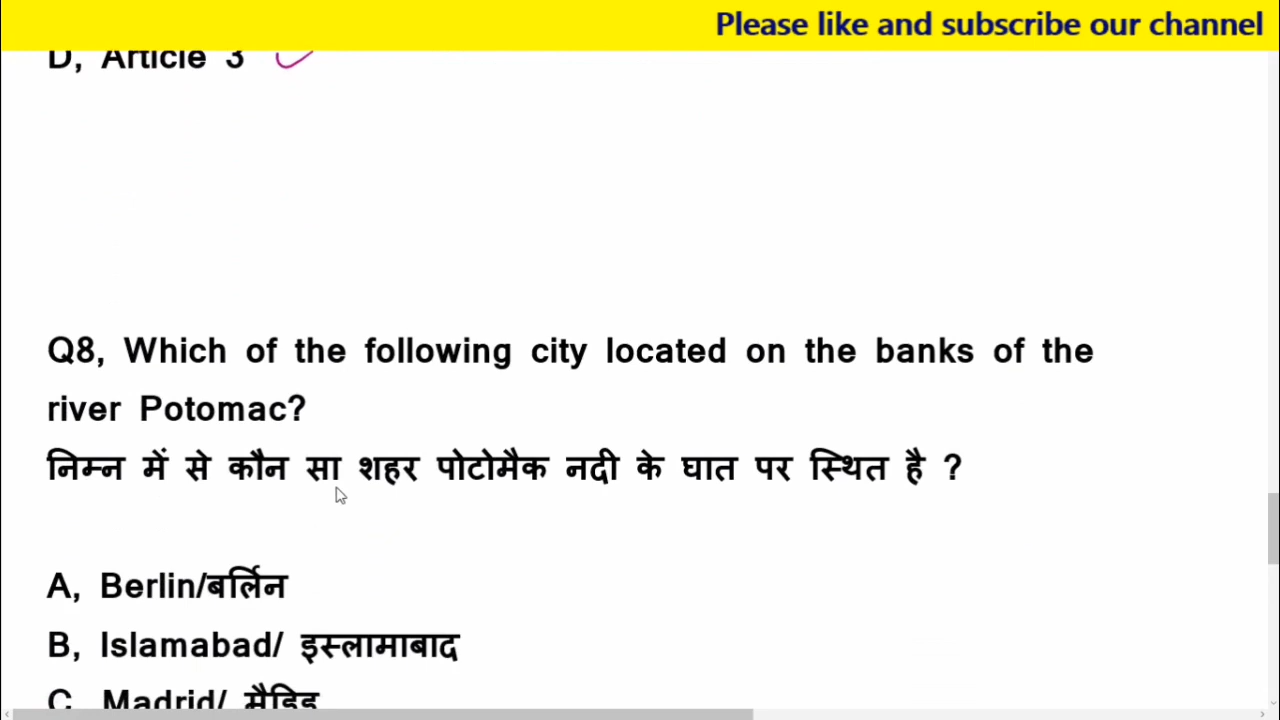 Please like and subscribe our channel
D, Article 3
Q8, Which of the following city located on the banks of the
river Potomac?
निम्न में से कौन सा शहर पोटोमैक नदी के घात पर स्थित है ?
A, Berlin/बर्लिन
B, Islamabad/ इस्लामाबाद
C, Madrid/ मैड्रिड